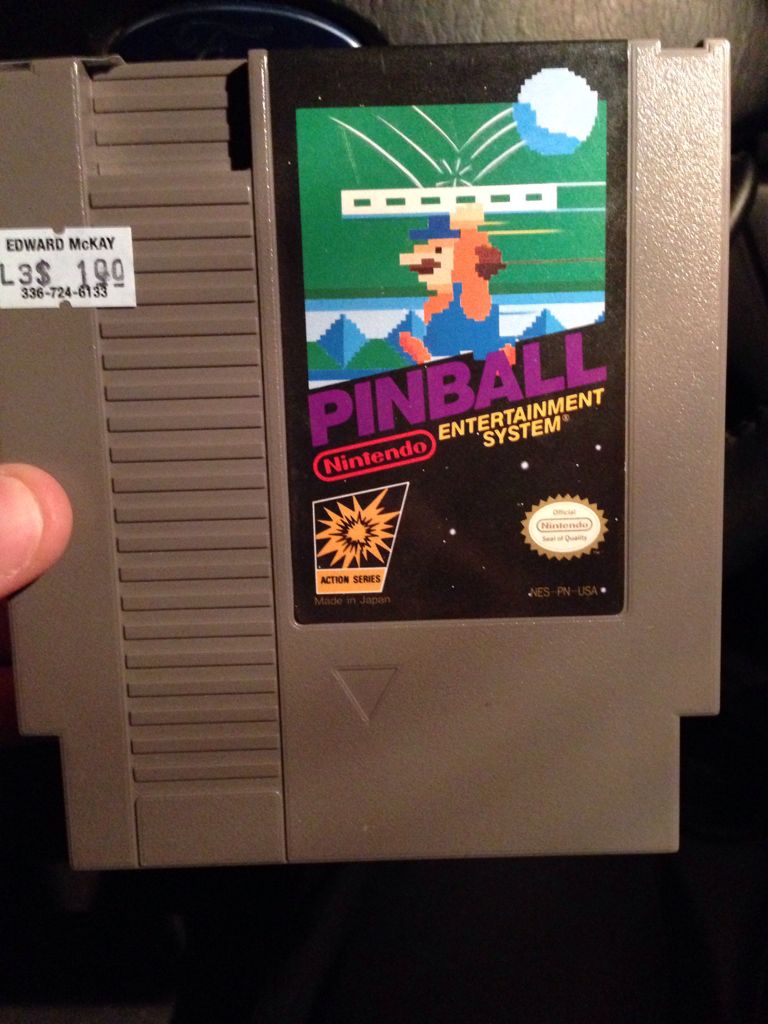 EDWARD McKAY
L3$ 1.00
336-724-6133
PINBALL
Nintendo
ENTERTAINMENT
SYSTEM®
ACTION SERIES
Made in Japan
Official
Nintendo
Seal of Quality
NES-PN-USA